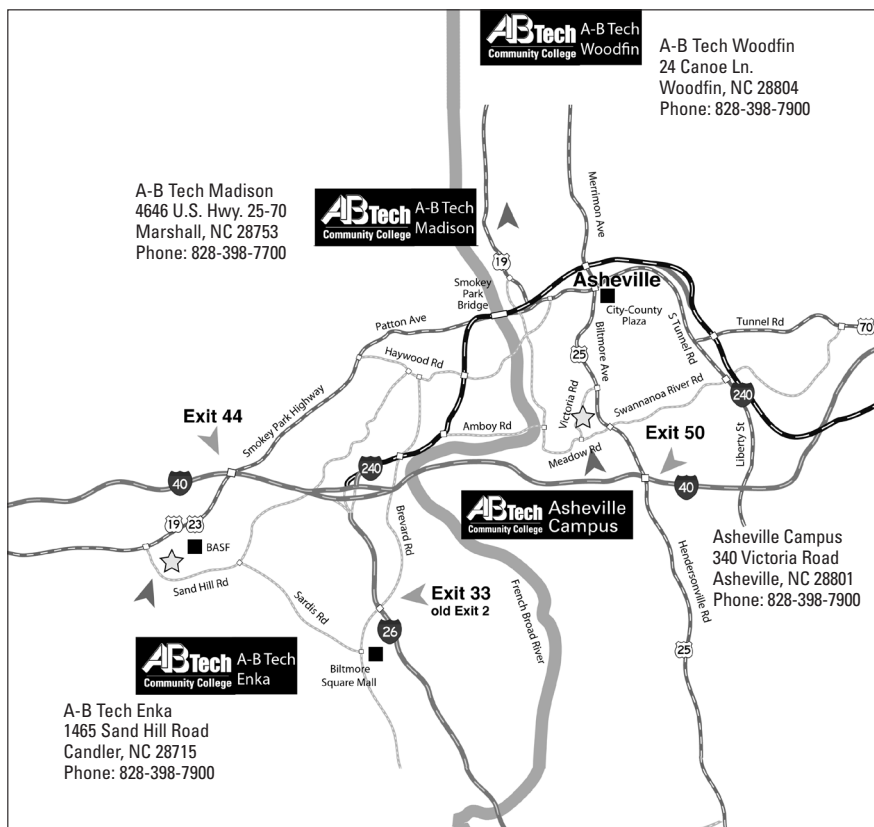 AB Tech
Community College
A-B Tech
Woodfin
A-B Tech Woodfin
24 Canoe Ln.
Woodfin, NC 28804
Phone: 828-398-7900
A-B Tech Madison
4646 U.S. Hwy. 25-70
Marshall, NC 28753
Phone: 828-398-7700
AB Tech
Community College
A-B Tech
Madison
Merrimon Ave
19
Smokey
Park
Bridge
Asheville
City-County
Plaza
Patton Ave
Haywood Rd
25
Biltmore Ave
S Tunnel Rd
Tunnel Rd
70
Smokey Park Highway
Exit 44
Victoria Rd
Swannanoa River Rd
240
Amboy Rd
Meadow Rd
Exit 50
Liberty St
240
40
40
19
23
BASF
Sand Hill Rd
Brevard Rd
AB Tech
Community College
Asheville
Campus
Asheville Campus
340 Victoria Road
Asheville, NC 28801
Phone: 828-398-7900
Sardis Rd
Exit 33
old Exit 2
26
French Broad River
Hendersonville Rd
25
AB Tech
Community College
A-B Tech
Enka
Biltmore
Square Mall
A-B Tech Enka
1465 Sand Hill Road
Candler, NC 28715
Phone: 828-398-7900